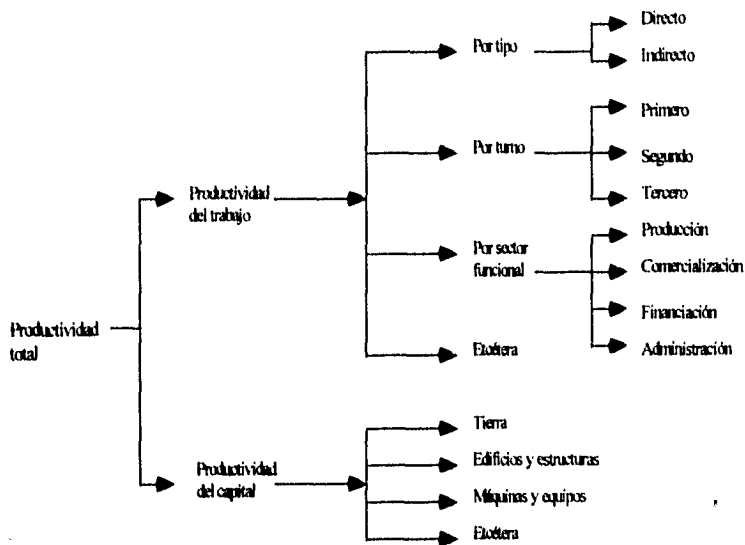 Productividad
total
Productividad
del trabajo
Por tipo
Directo
Indirecto
Por turno
Primero
Segundo
Tercero
Por sector
funcional
Producción
Comercialización
Financiación
Administración
Etcétera
Productividad
del capital
Tierra
Edificios y estructuras
Máquinas y equipos
Etcétera